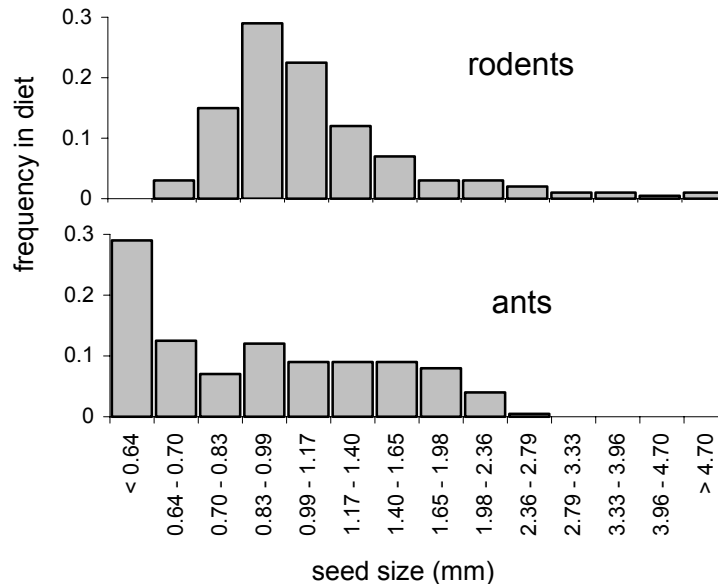 frequency in diet
0.3
0.2
0.1
0
rodents
0.3
0.2
0.1
0
ants
< 0.64
0.64 - 0.70
0.70 - 0.83
0.83 - 0.99
0.99 - 1.17
1.17 - 1.40
1.40 - 1.65
1.65 - 1.98
1.98 - 2.36
2.36 - 2.79
2.79 - 3.33
3.33 - 3.96
3.96 - 4.70
> 4.70
seed size (mm)